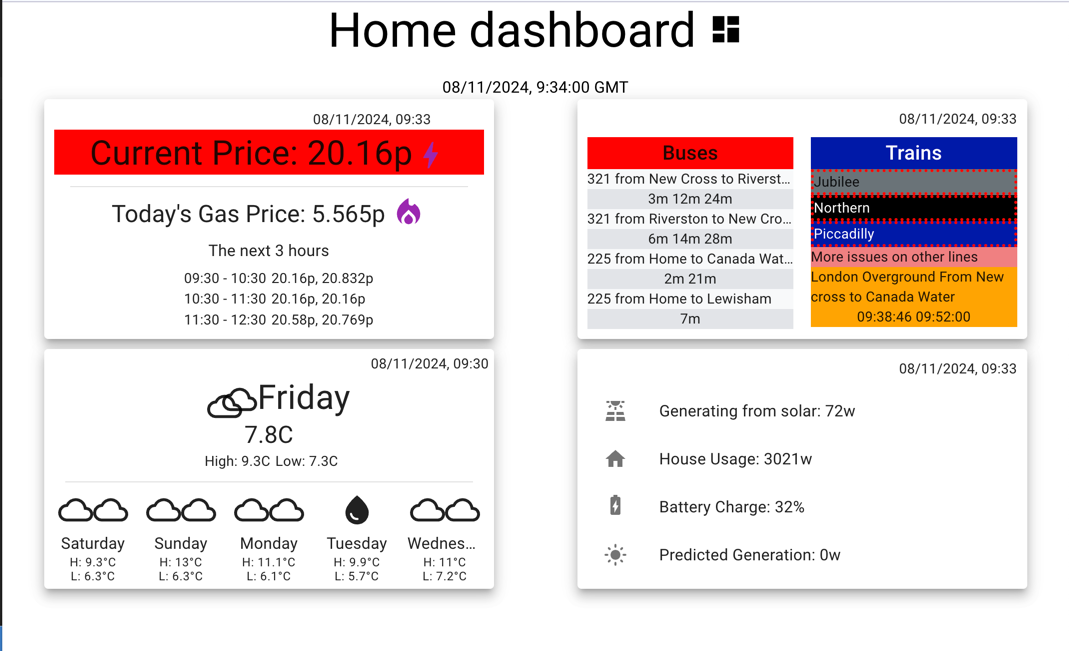 Home dashboard
08/11/2024, 9:34:00 GMT
08/11/2024, 09:33
Current Price: 20.16p
Today's Gas Price: 5.565p
The next 3 hours
09:30 - 10:30 20.16p, 20.832p
10:30 - 11:30 20.16p, 20.16p
11:30 - 12:30 20.58p, 20.769p
08/11/2024, 09:33
Buses
321 from New Cross to Riverst...
3m 12m 24m
321 from Riverston to New Cro...
6m 14m 28m
225 from Home to Canada Wat...
2m 21m
225 from Home to Lewisham
7m
Trains
Jubilee
Northern
Piccadilly
More issues on other lines
London Overground From New
cross to Canada Water
09:38:46 09:52:00
08/11/2024, 09:30
Friday
7.8C
High: 9.3C Low: 7.3C
Saturday
H: 9.3°C
L: 6.3°C
Sunday
H: 13°C
L: 6.3°C
Monday
H: 11.1°C
L: 6.1°C
Tuesday
H: 9.9°C
L: 5.7°C
Wednes...
H: 11°C
L: 7.2°C
08/11/2024, 09:33
Generating from solar: 72w
House Usage: 3021w
Battery Charge: 32%
Predicted Generation: 0w